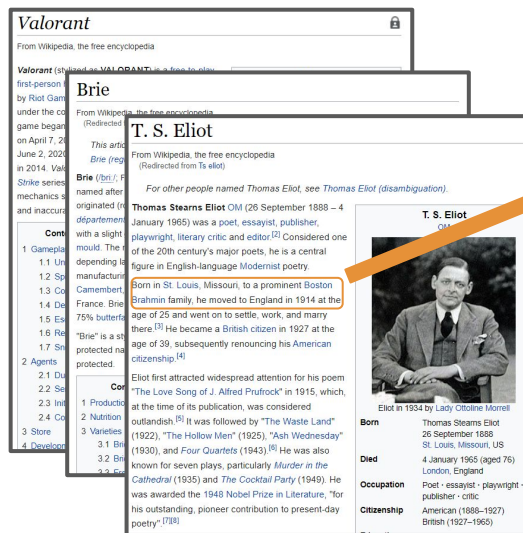 Valorant
From Wikipedia, the free encyclopedia
Valorant (stylized as VALORANT) is a free-to-play
first-person
by Riot Gam
under the co
game began
on April 7, 20
June 2, 2020
in 2014. Valo
Strike series
mechanics s
and inaccura
Conte
1 Gameplay
1.1 Un
1.2 Sp
1.3 Co
1.4 De
1.5 Es
1.6 Re
1.7 Sn
2 Agents
2.1 Du
2.2 Se
2.3 Init
2.4 Co
3 Store
4 Developm
Brie
From Wikipedia, the free encyclopedia
(Redirected
This artic
Brie (reg
Brie (/briː/; F
named after
originated (ro
département
with a slight
mould. The r
depending la
manufacturin
Camembert,
France. Brie
75% butterfa
"Brie" is a sty
protected na
protected.
Con
1 Productio
2 Nutrition
3 Varieties
3.1 Brie
3.2 Brie
T. S. Eliot
From Wikipedia, the free encyclopedia
(Redirected from Ts eliot)
For other people named Thomas Eliot, see Thomas Eliot (disambiguation).
Thomas Stearns Eliot OM (26 September 1888 – 4
January 1965) was a poet, essayist, publisher,
playwright, literary critic and editor.[2] Considered one
of the 20th century's major poets, he is a central
figure in English-language Modernist poetry.
Born in St. Louis, Missouri, to a prominent Boston
Brahmin family, he moved to England in 1914 at the
age of 25 and went on to settle, work, and marry
there.[3] He became a British citizen in 1927 at the
age of 39, subsequently renouncing his American
citizenship.[4]
Eliot first attracted widespread attention for his poem
"The Love Song of J. Alfred Prufrock" in 1915, which,
at the time of its publication, was considered
outlandish.[5] It was followed by "The Waste Land"
(1922), "The Hollow Men" (1925), "Ash Wednesday"
(1930), and Four Quartets (1943).[6] He was also
known for seven plays, particularly Murder in the
Cathedral (1935) and The Cocktail Party (1949). He
was awarded the 1948 Nobel Prize in Literature, "for
his outstanding, pioneer contribution to present-day
poetry".[7][8]
T. S. Eliot
OM
Eliot in 1934 by Lady Ottoline Morrell
Born Thomas Stearns Eliot
26 September 1888
St. Louis, Missouri, US
Died 4 January 1965 (aged 76)
London, England
Occupation Poet · essayist · playwright ·
publisher · critic
Citizenship American (1888–1927)
British (1927–1965)